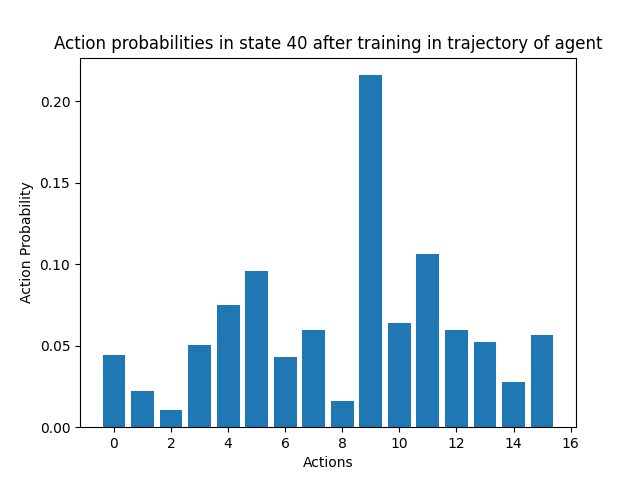 Action probabilities in state 40 after training in trajectory of agent
0.20
0.15
0.10
0.05
0.00
Action Probability
0 2 4 6 8 10 12 14 16
Actions